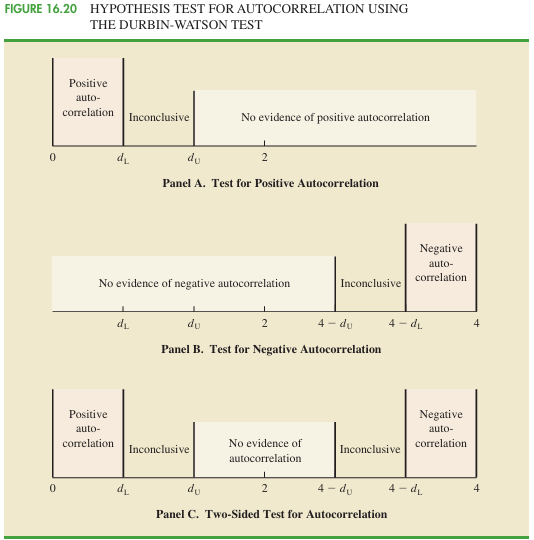 FIGURE 16.20 HYPOTHESIS TEST FOR AUTOCORRELATION USING
THE DURBIN-WATSON TEST
Positive
auto-
correlation
Inconclusive
No evidence of positive autocorrelation
0 dL dU 2
Panel A. Test for Positive Autocorrelation
No evidence of negative autocorrelation
Inconclusive
Negative
auto-
correlation
dL dU 2 4 − dU 4 − dL 4
Panel B. Test for Negative Autocorrelation
Positive
auto-
correlation
Inconclusive
No evidence of
autocorrelation
Inconclusive
Negative
auto-
correlation
0 dL dU 2 4 − dU 4 − dL 4
Panel C. Two-Sided Test for Autocorrelation